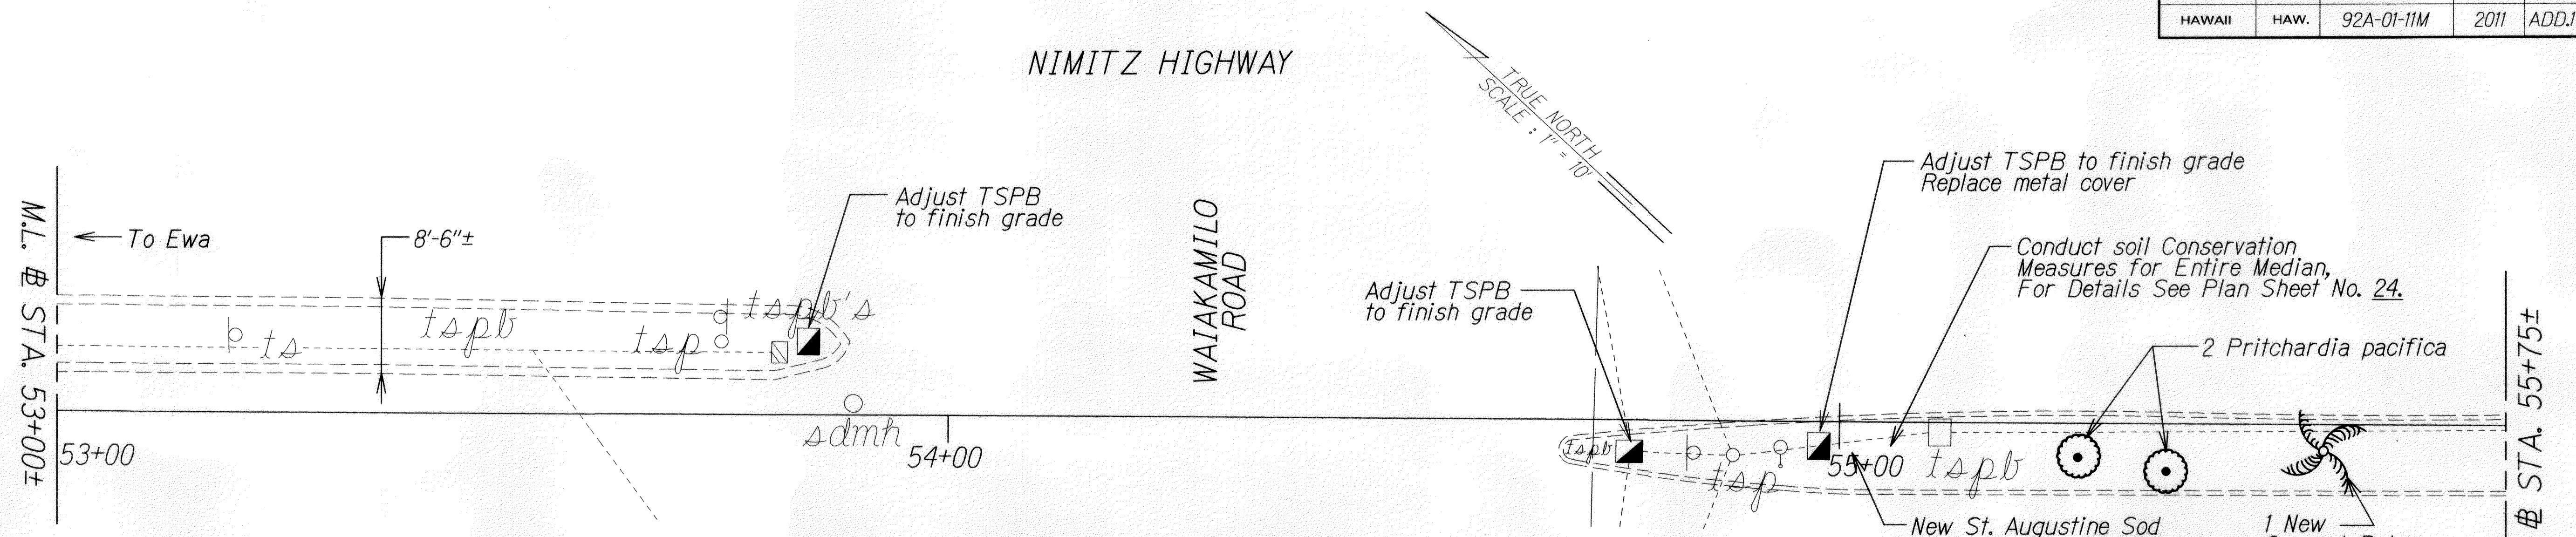 HAWAII HAW. 92A-01-11M 2011 ADD.1
NIMITZ HIGHWAY
TRUE NORTH
SCALE : 1" = 10'
Adjust TSPB to finish grade
Replace metal cover
Adjust TSPB
to finish grade
M.L. BL STA. 53+00±
To Ewa
8'-6"±
WAIAKAMILO
ROAD
Conduct soil Conservation
Measures for Entire Median,
For Details See Plan Sheet No. 24.
Adjust TSPB
to finish grade
2 Pritchardia pacifica
BL STA. 55+75±
ts
tspb
tsp
tspb's
sdmh
53+00
54+00
tspb
tsp
55+00
tspb
New St. Augustine Sod
1 New